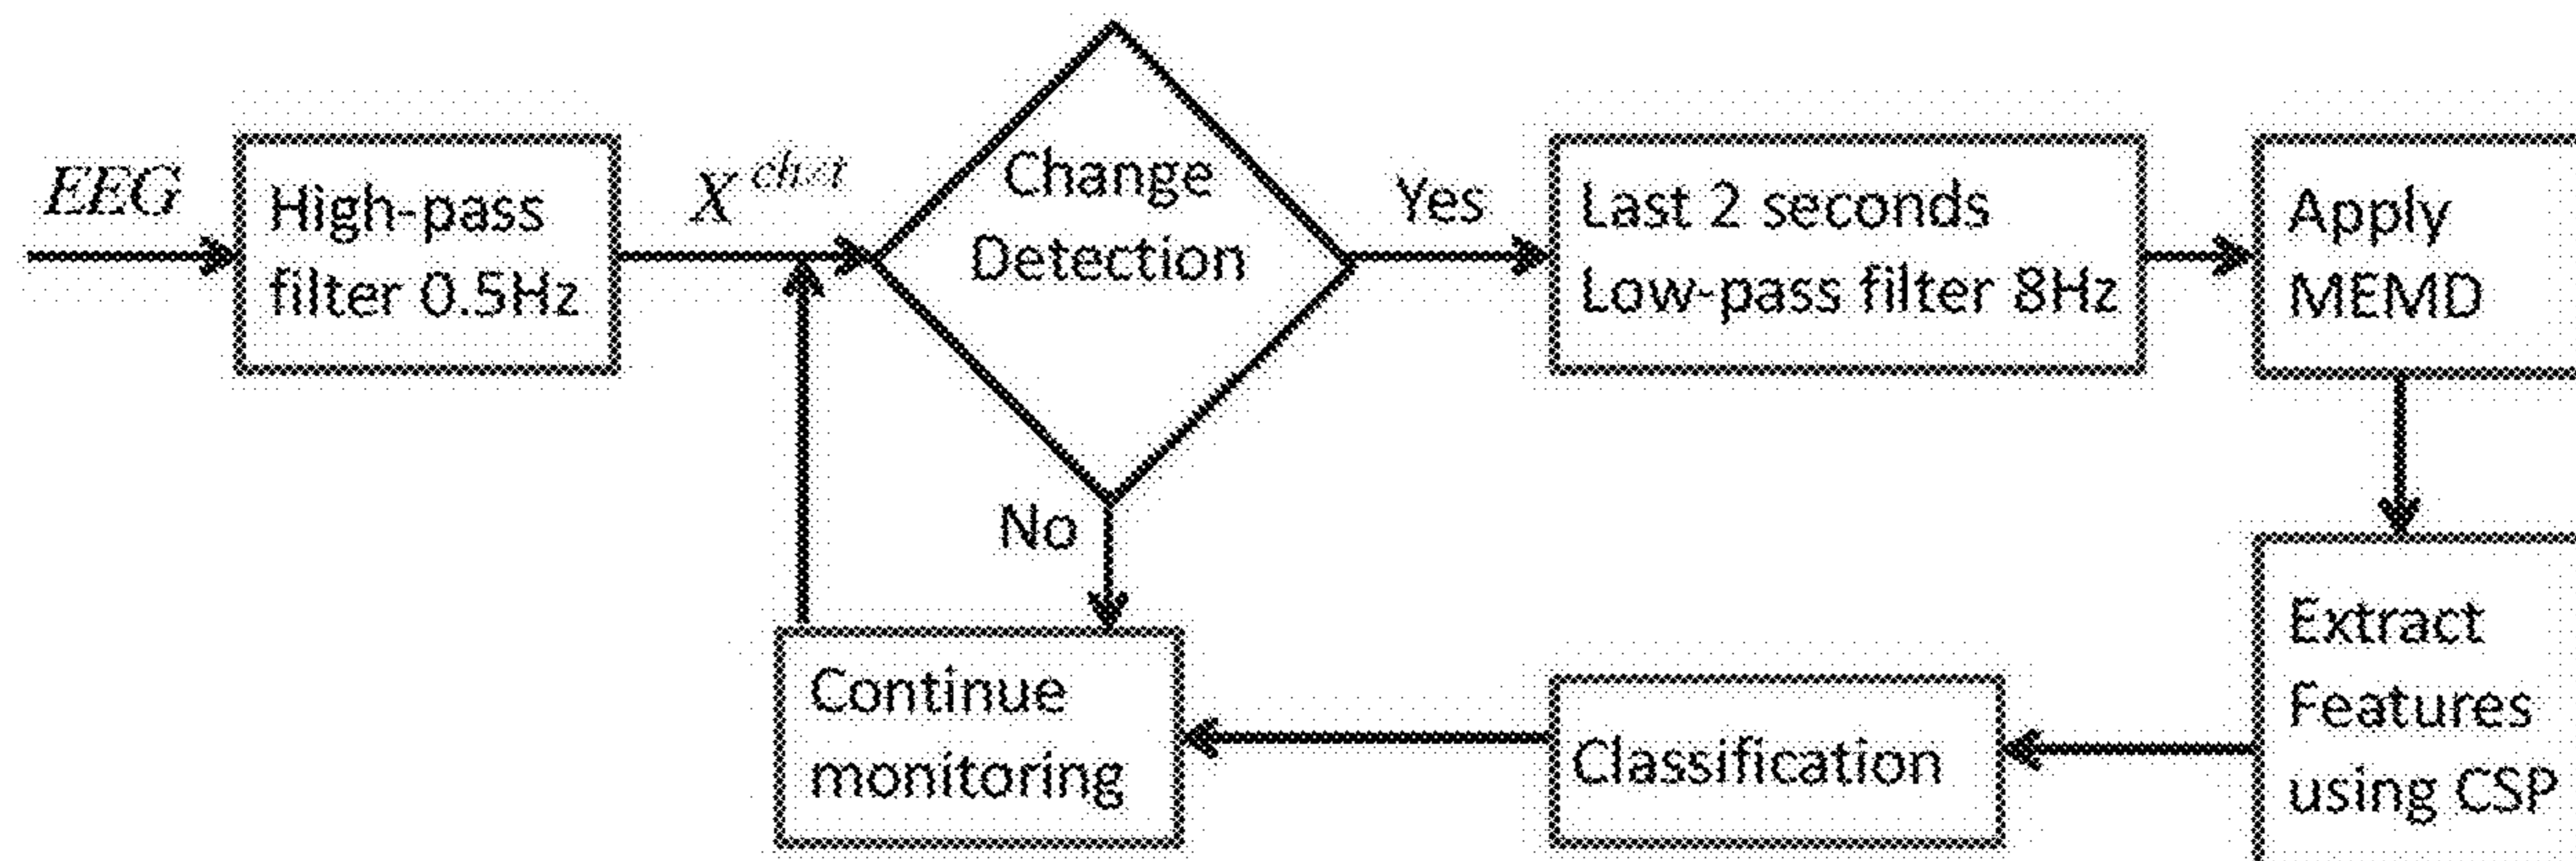 EEG
High-pass
filter 0.5Hz
X
Change
Detection
Yes
Last 2 seconds
Low-pass filter 8Hz
Apply
MEMD
No
Continue
monitoring
Classification
Extract
Features
using CSP